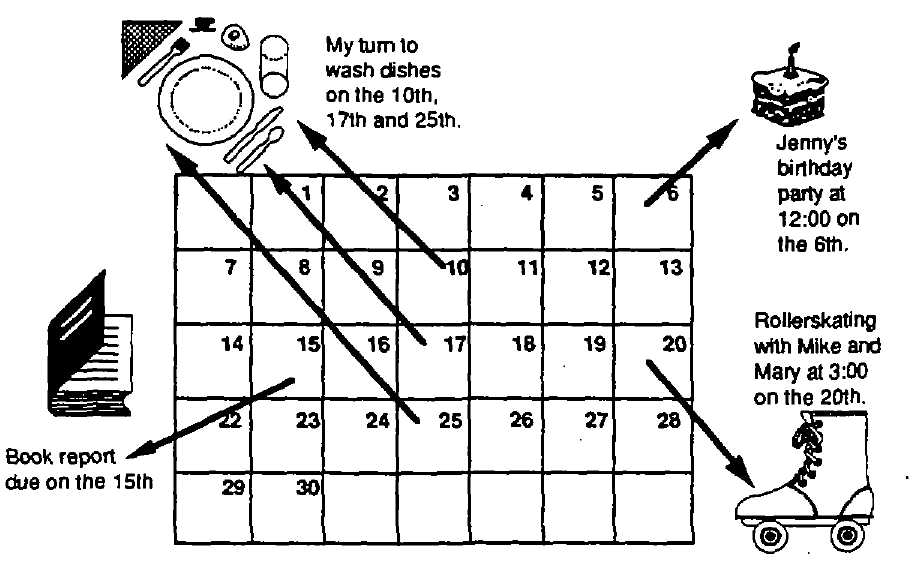 My turn to
wash dishes
on the 10th,
17th and 25th.
Jenny's
birthday
party at
12:00 on
the 6th.
1 2 3 4 5 6
7 8 9 10 11 12 13
14 15 16 17 18 19 20
22 23 24 25 26 27 28
29 30
Rollerskating
with Mike and
Mary at 3:00
on the 20th.
Book report
due on the 15th